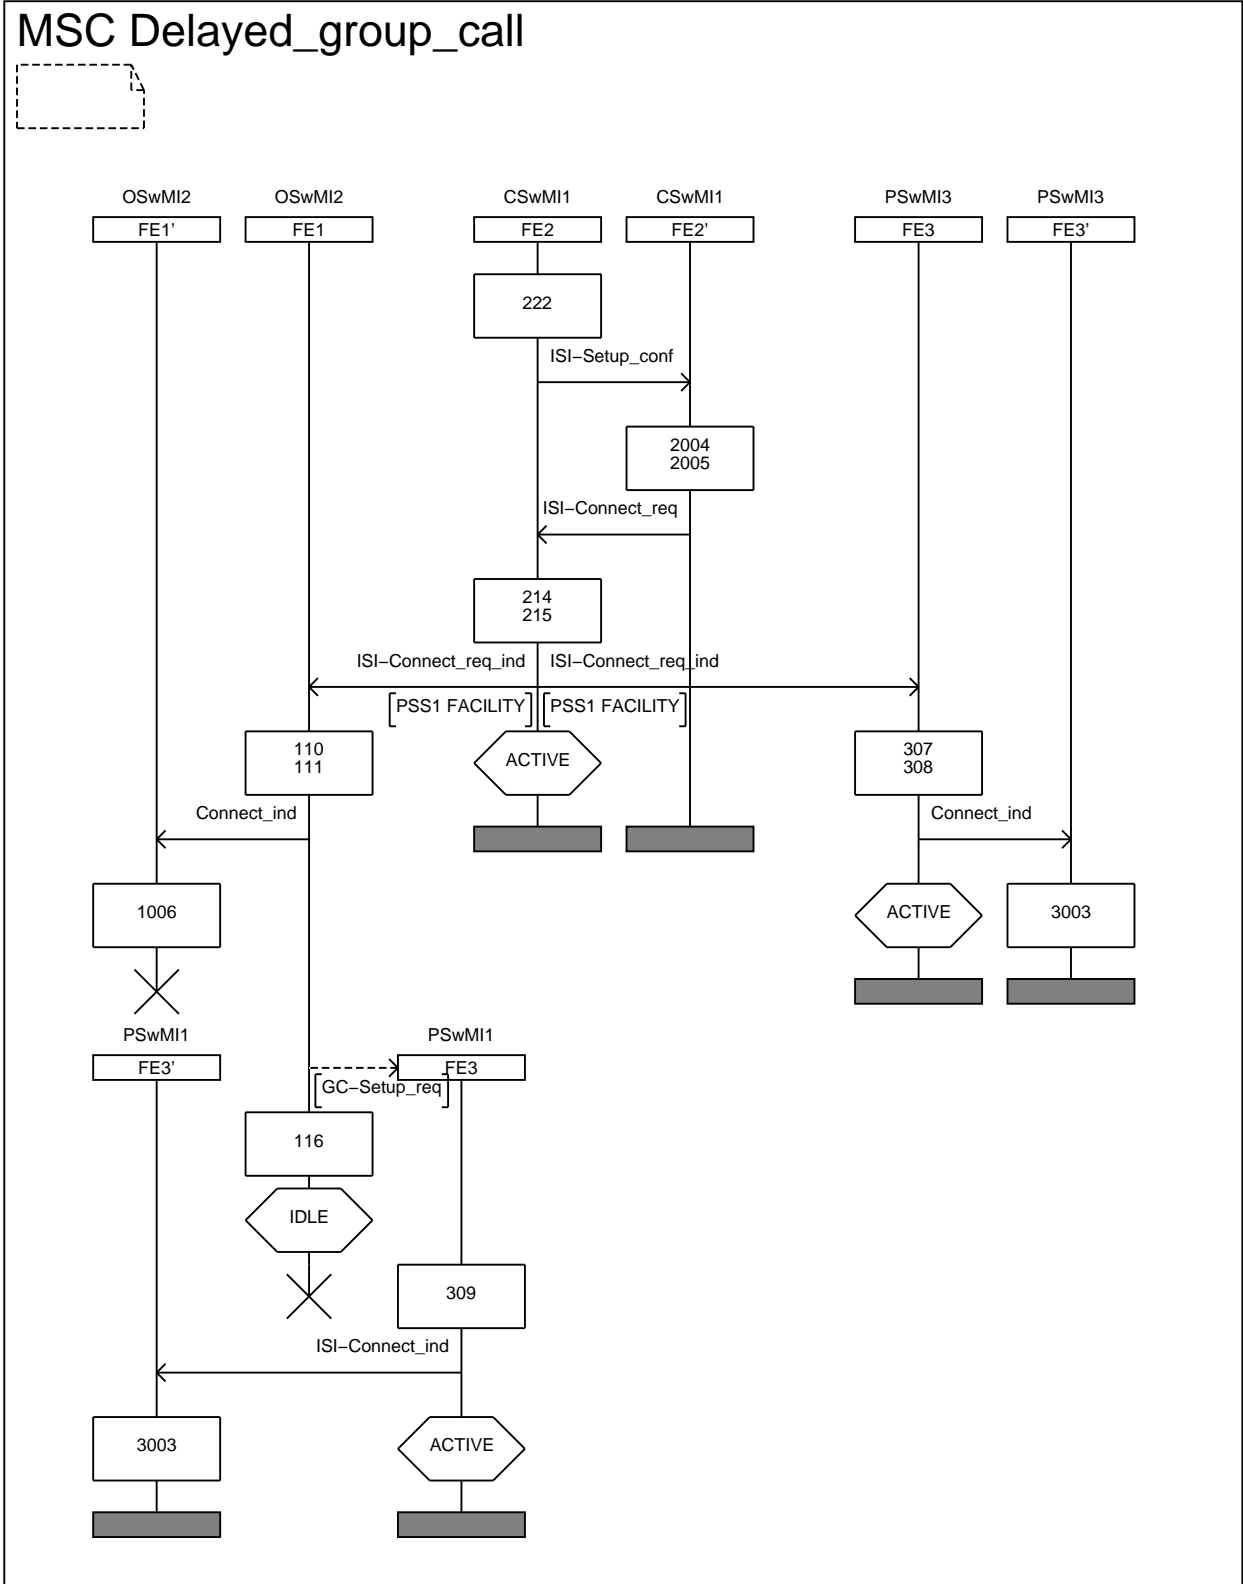 MSC Delayed_group_call
OSwMI2
OSwMI2
CSwMI1
CSwMI1
PSwMI3
PSwMI3
FE1'
FE1
FE2
FE2'
FE3
FE3'
222
ISI−Setup_conf
2004
2005
ISI−Connect_req
214
215
ISI−Connect_req_ind
ISI−Connect_req_ind
PSS1 FACILITY
PSS1 FACILITY
110
111
ACTIVE
307
308
Connect_ind
Connect_ind
1006
ACTIVE
3003
PSwMI1
PSwMI1
FE3'
FE3
GC−Setup_req
116
IDLE
309
ISI−Connect_ind
3003
ACTIVE